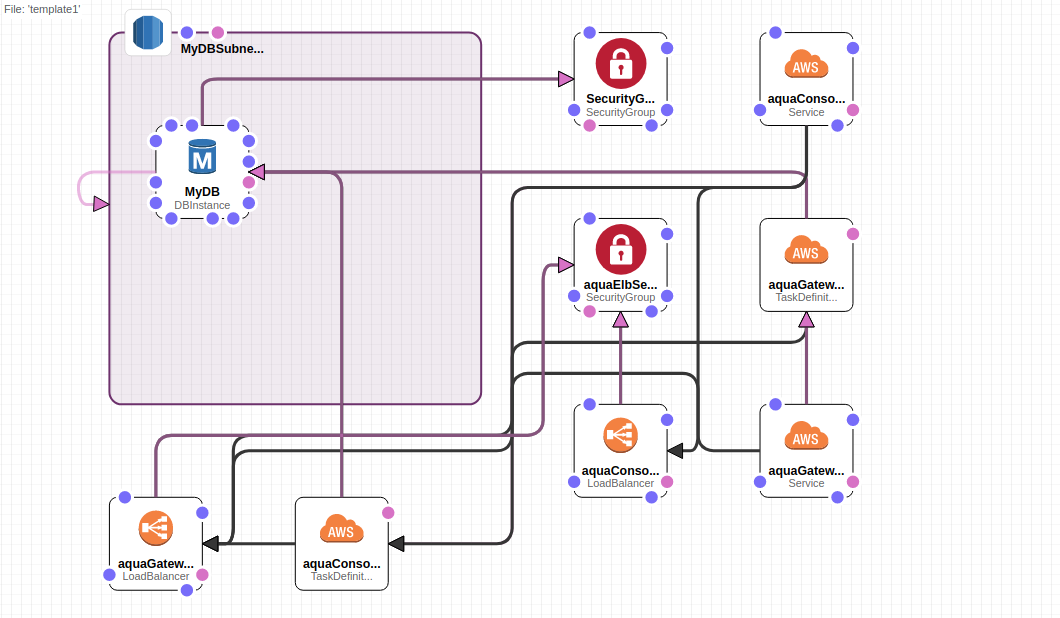 File: 'template1'
MyDBSubne...
SecurityG...
SecurityGroup
aquaConso...
Service
MyDB
DBInstance
aquaElbSe...
SecurityGroup
aquaGatew...
TaskDefinit...
aquaConso...
LoadBalancer
aquaGatew...
Service
aquaGatew...
LoadBalancer
aquaConso...
TaskDefinit...
AWS
AWS
AWS
AWS
M